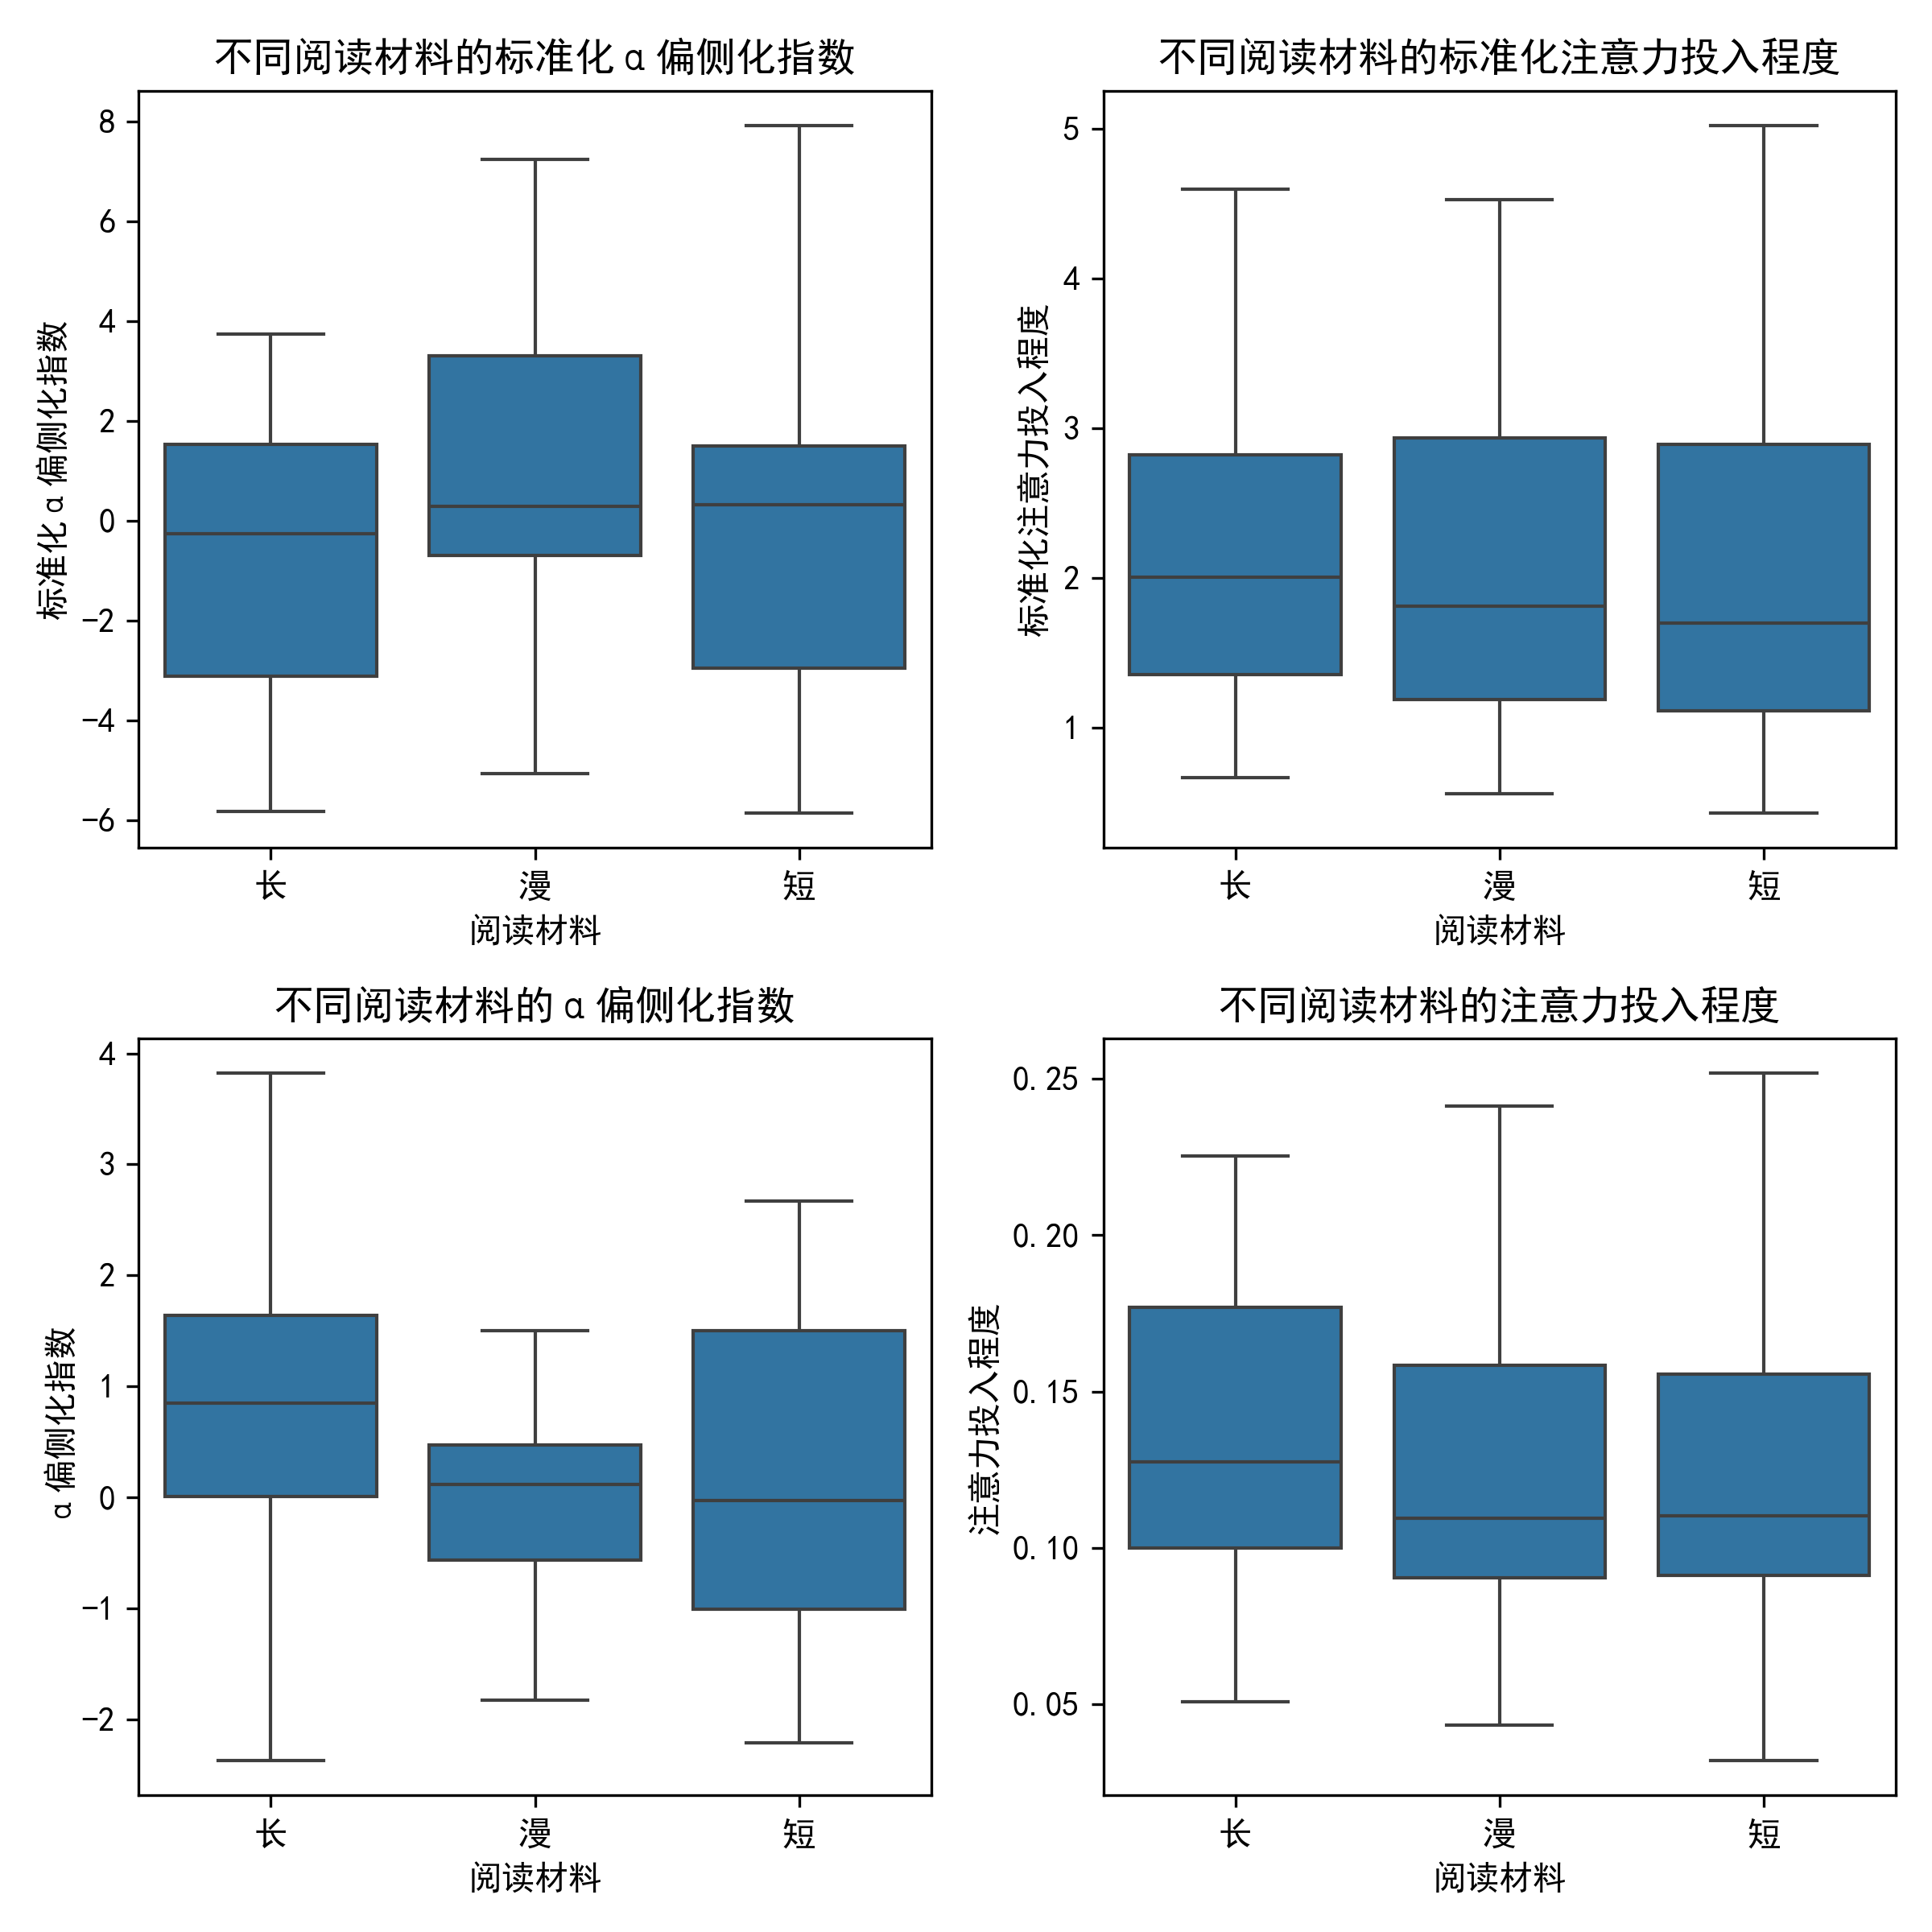 不同阅读材料的标准化α偏侧化指数
标准化α偏侧化指数
8
6
4
2
0
−2
−4
−6
长 漫 短
阅读材料
不同阅读材料的标准化注意力投入程度
标准化注意力投入程度
5
4
3
2
1
长 漫 短
阅读材料
不同阅读材料的α偏侧化指数
α偏侧化指数
4
3
2
1
0
−1
−2
长 漫 短
阅读材料
不同阅读材料的注意力投入程度
注意力投入程度
0.25
0.20
0.15
0.10
0.05
长 漫 短
阅读材料